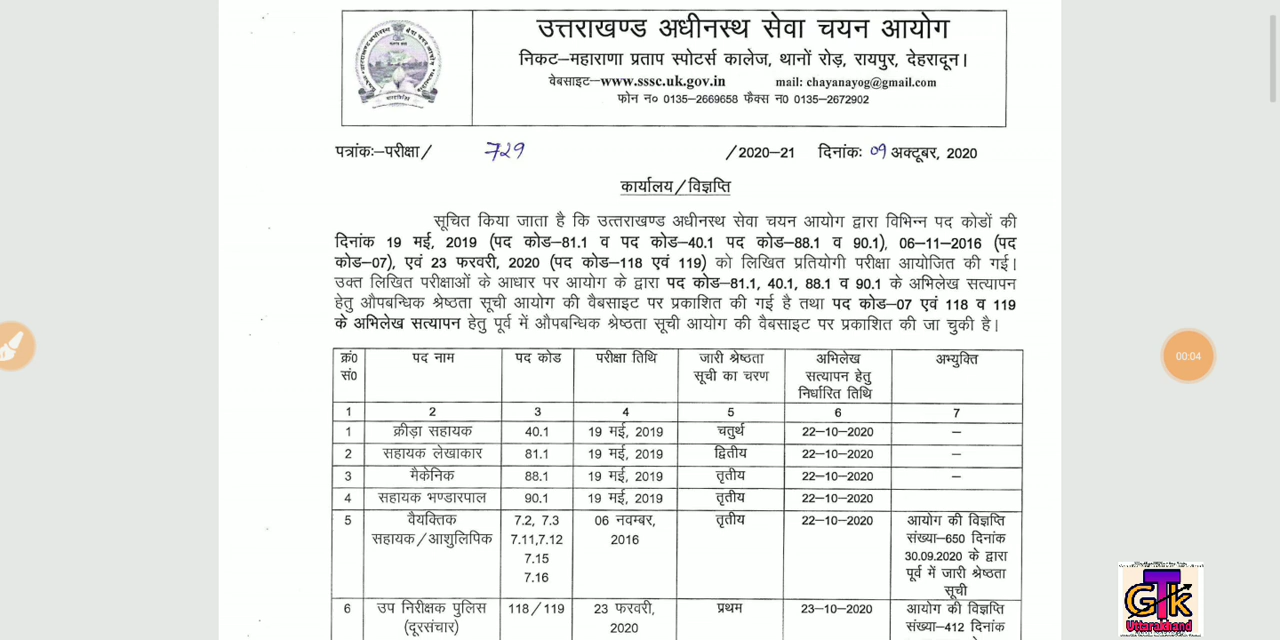 उत्तराखण्ड अधीनस्थ सेवा चयन आयोग
निकट–महाराणा प्रताप स्पोटर्स कालेज, थानों रोड़, रायपुर, देहरादून।
वेबसाइट–www.sssc.uk.gov.in mail: chayanayog@gmail.com
फोन न० 0135-2669658 फैक्स न0 0135-2672902
पत्रांकः–परीक्षा/ 729 /2020–21 दिनांकः 09 अक्टूबर, 2020
कार्यालय/विज्ञप्ति
सूचित किया जाता है कि उत्तराखण्ड अधीनस्थ सेवा चयन आयोग द्वारा विभिन्न पद कोडों की
दिनांक 19 मई, 2019 (पद कोड–81.1 व पद कोड–40.1 पद कोड–88.1 व 90.1), 06–11–2016 (पद
कोड–07), एवं 23 फरवरी, 2020 (पद कोड–118 एवं 119) को लिखित प्रतियोगी परीक्षा आयोजित की गई।
उक्त लिखित परीक्षाओं के आधार पर आयोग के द्वारा पद कोड–81.1, 40.1, 88.1 व 90.1 के अभिलेख सत्यापन
हेतु औपबन्धिक श्रेष्ठता सूची आयोग की वैबसाइट पर प्रकाशित की गई है तथा पद कोड–07 एवं 118 व 119
के अभिलेख सत्यापन हेतु पूर्व में औपबन्धिक श्रेष्ठता सूची आयोग की वैबसाइट पर प्रकाशित की जा चुकी है।
क्रं0 सं0 पद नाम पद कोड परीक्षा तिथि जारी श्रेष्ठता सूची का चरण अभिलेख सत्यापन हेतु निर्धारित तिथि अभ्युक्ति
1 2 3 4 5 6 7
1 क्रीड़ा सहायक 40.1 19 मई, 2019 चतुर्थ 22–10–2020 –
2 सहायक लेखाकार 81.1 19 मई, 2019 द्वितीय 22–10–2020 –
3 मैकेनिक 88.1 19 मई, 2019 तृतीय 22–10–2020 –
4 सहायक भण्डारपाल 90.1 19 मई, 2019 तृतीय 22–10–2020
5 वैयक्तिक 7.2, 7.3 06 नवम्बर, तृतीय 22–10–2020 आयोग की विज्ञप्ति
सहायक/आशुलिपिक 7.11,7.12 2016 संख्या–650 दिनांक
7.15 30.09.2020 के द्वारा
7.16 पूर्व में जारी श्रेष्ठता
सूची
6 उप निरीक्षक पुलिस 118/119 23 फरवरी, प्रथम 23–10–2020 आयोग की विज्ञप्ति
(दूरसंचार) 2020 संख्या–412 दिनांक
00:04
GTk
Uttarakhand